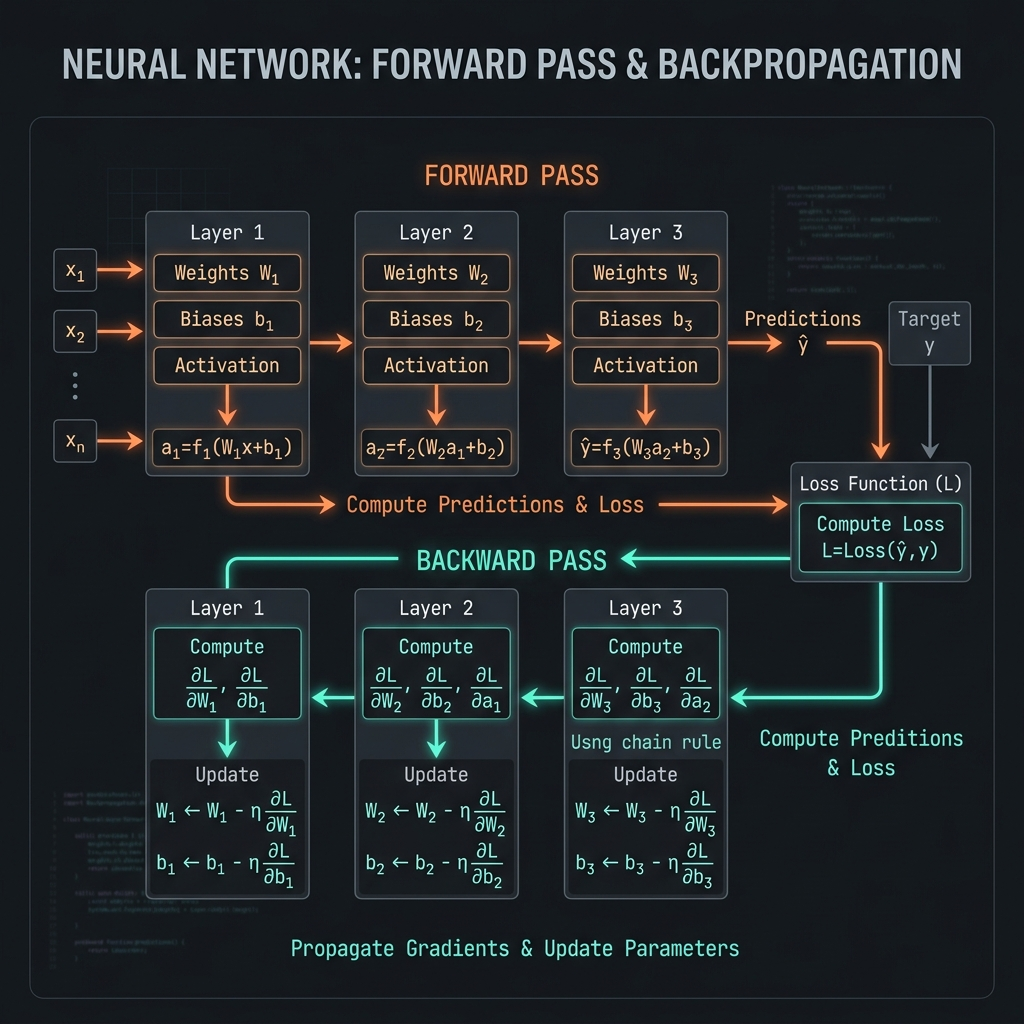 NEURAL NETWORK: FORWARD PASS & BACKPROPAGATION
FORWARD PASS
Layer 1
Layer 2
Layer 3
x₁
x₂
xₙ
Weights W₁
Biases b₁
Activation
a₁=f₁(W₁x+b₁)
Weights W₂
Biases b₂
Activation
a₂=f₂(W₂a₁+b₂)
Weights W₃
Biases b₃
Activation
ŷ=f₃(W₃a₂+b₃)
Predictions
ŷ
Target
y
Compute Predictions & Loss
Loss Function (L)
Compute Loss
L=Loss(ŷ,y)
BACKWARD PASS
Layer 1
Compute
∂L/∂W₁, ∂L/∂b₁
Update
W₁ ← W₁ - η ∂L/∂W₁
b₁ ← b₁ - η ∂L/∂b₁
Layer 2
Compute
∂L/∂W₂, ∂L/∂b₂, ∂L/∂a₁
Update
W₂ ← W₂ - η ∂L/∂W₂
b₂ ← b₂ - η ∂L/∂b₂
Layer 3
Compute
∂L/∂W₃, ∂L/∂b₃, ∂L/∂a₂
Usng chain rule
Update
W₃ ← W₃ - η ∂L/∂W₃
b₃ ← b₃ - η ∂L/∂b₃
Compute Preditions
& Loss
Propagate Gradients & Update Parameters